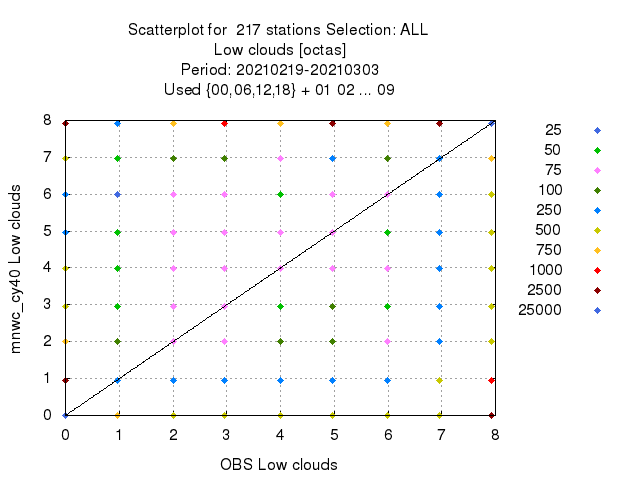 Scatterplot for 217 stations Selection: ALL
Low clouds [octas]
Period: 20210219-20210303
Used {00,06,12,18} + 01 02 ... 09
8
7
6
5
4
3
2
1
0
mnwc_cy40 Low clouds
0 1 2 3 4 5 6 7 8
OBS Low clouds
25
50
75
100
250
500
750
1000
2500
25000